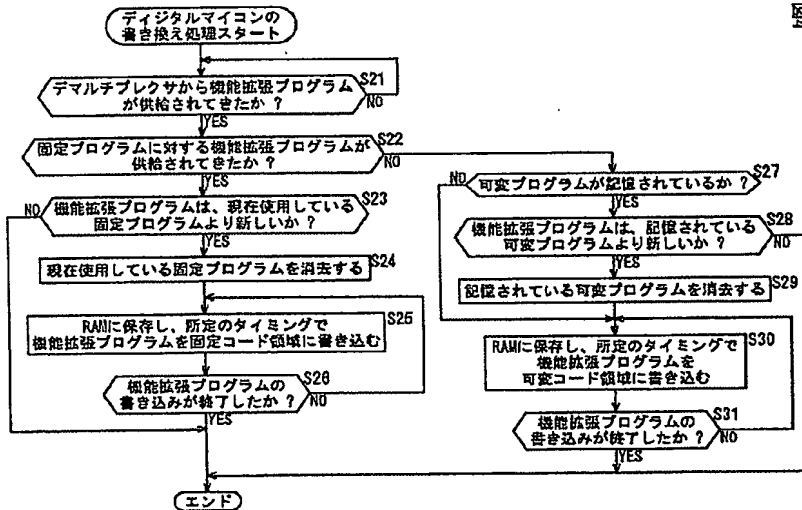 ディジタルマイコンの
書き換え処理スタート
S21
デマルチプレクサから機能拡張プログラム
が供給されてきたか ?
NO
YES
S22
固定プログラムに対する機能拡張プログラムが
供給されてきたか ?
NO
YES
S23
NO
機能拡張プログラムは、現在使用している
固定プログラムより新しいか ?
YES
S24
現在使用している固定プログラムを消去する
S25
RAMに保存し、所定のタイミングで
機能拡張プログラムを固定コード領域に書き込む
S26
機能拡張プログラムの
書き込みが終了したか ?
NO
YES
S27
NO
可変プログラムが記憶されているか ?
YES
S28
機能拡張プログラムは、記憶されている
可変プログラムより新しいか ?
NO
YES
S29
記憶されている可変プログラムを消去する
S30
RAMに保存し、所定のタイミングで
機能拡張プログラムを
可変コード領域に書き込む
S31
機能拡張プログラムの
書き込みが終了したか ?
NO
YES
エンド